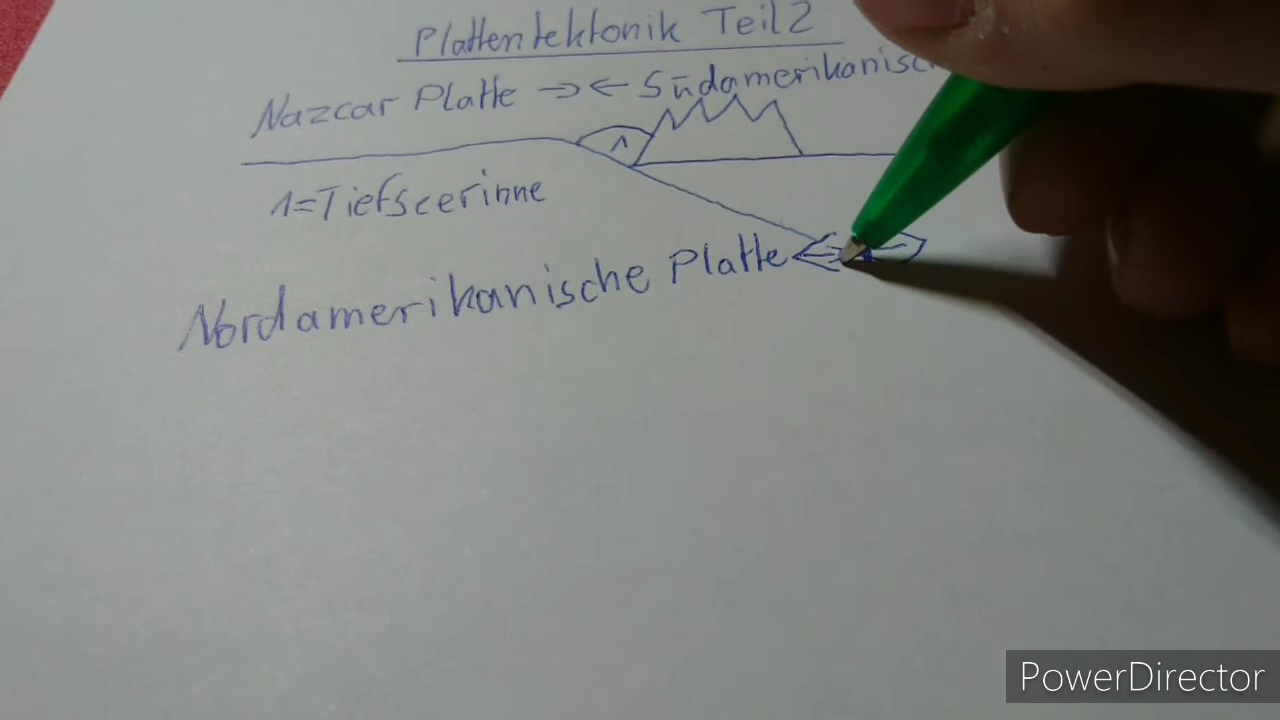 Plattentektonik Teil 2
Nazcar Platte → ← Südamerikanisc
1
1=Tiefseerinne
Nordamerikanische Platte
PowerDirector